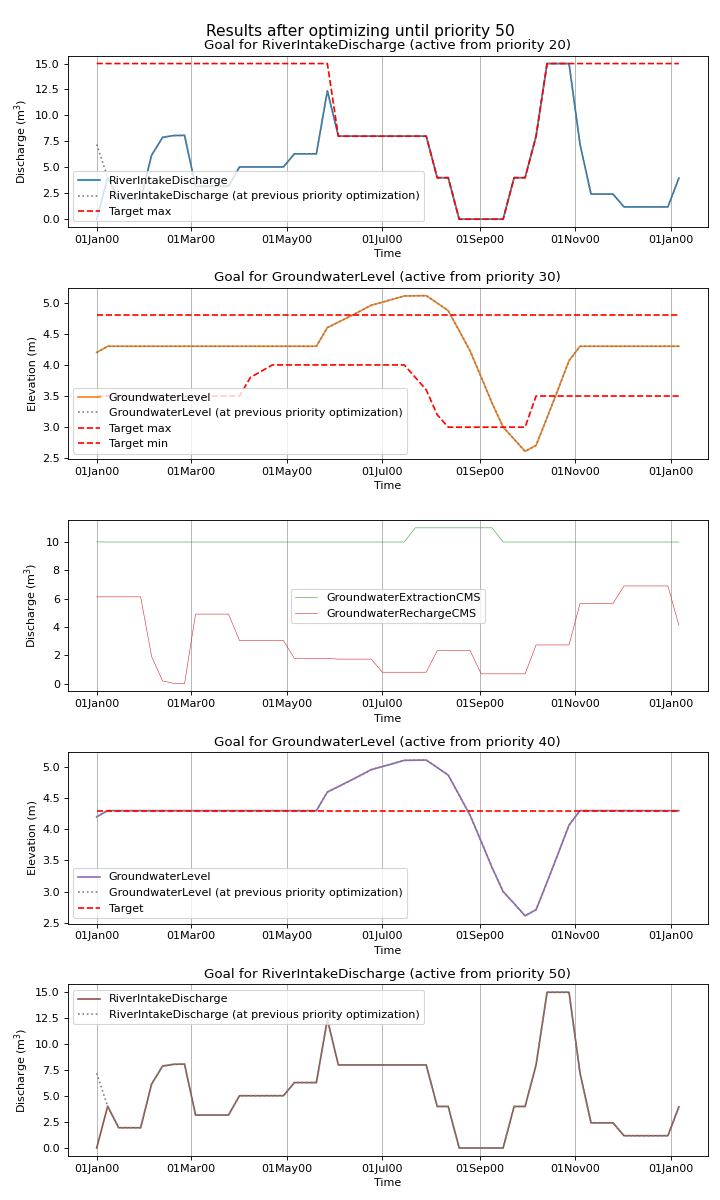 Results after optimizing until priority 50
Goal for RiverIntakeDischarge (active from priority 20)
15.0
12.5
10.0
7.5
5.0
2.5
0.0
Discharge (m³)
RiverIntakeDischarge
RiverIntakeDischarge (at previous priority optimization)
Target max
01Jan00 01Mar00 01May00 01Jul00 01Sep00 01Nov00 01Jan00
Time
Goal for GroundwaterLevel (active from priority 30)
5.0
4.5
4.0
3.5
3.0
2.5
Elevation (m)
GroundwaterLevel
GroundwaterLevel (at previous priority optimization)
Target max
Target min
01Jan00 01Mar00 01May00 01Jul00 01Sep00 01Nov00 01Jan00
Time
10
8
6
4
2
0
Discharge (m³)
GroundwaterExtractionCMS
GroundwaterRechargeCMS
01Jan00 01Mar00 01May00 01Jul00 01Sep00 01Nov00 01Jan00
Time
Goal for GroundwaterLevel (active from priority 40)
5.0
4.5
4.0
3.5
3.0
2.5
Elevation (m)
GroundwaterLevel
GroundwaterLevel (at previous priority optimization)
Target
01Jan00 01Mar00 01May00 01Jul00 01Sep00 01Nov00 01Jan00
Time
Goal for RiverIntakeDischarge (active from priority 50)
15.0
12.5
10.0
7.5
5.0
2.5
0.0
Discharge (m³)
RiverIntakeDischarge
RiverIntakeDischarge (at previous priority optimization)
01Jan00 01Mar00 01May00 01Jul00 01Sep00 01Nov00 01Jan00
Time